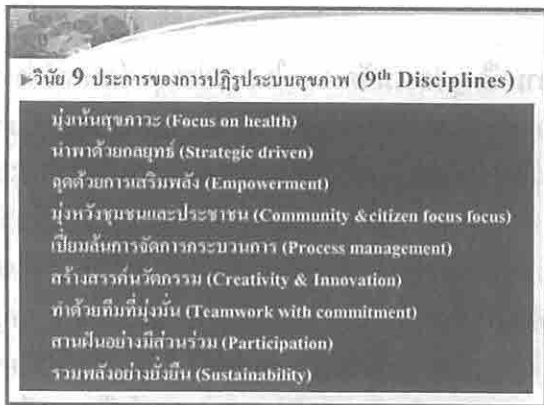 ▶วินัย 9 ประการของการปฏิรูประบบสุขภาพ (9th Disciplines)
มุ่งเน้นสุขภาวะ (Focus on health)
นำพาด้วยกลยุทธ์ (Strategic driven)
ฉุดด้วยการเสริมพลัง (Empowerment)
มุ่งหวังชุมชนและประชาชน (Community &citizen focus focus)
เปี่ยมล้นการจัดการกระบวนการ (Process management)
สร้างสรรค์นวัตกรรม (Creativity & Innovation)
ทำด้วยทีมที่มุ่งมั่น (Teamwork with commitment)
สานฝันอย่างมีส่วนร่วม (Participation)
รวมพลังอย่างยั่งยืน (Sustainability)